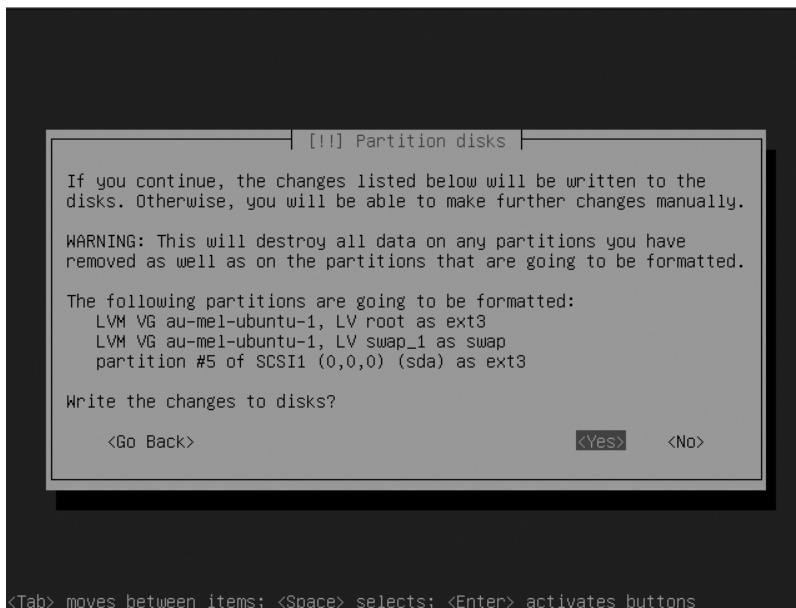 [!!] Partition disks
If you continue, the changes listed below will be written to the
disks. Otherwise, you will be able to make further changes manually.
WARNING: This will destroy all data on any partitions you have
removed as well as on the partitions that are going to be formatted.
The following partitions are going to be formatted:
LVM VG au-mel-ubuntu-1, LV root as ext3
LVM VG au-mel-ubuntu-1, LV swap_1 as swap
partition #5 of SCSI1 (0,0,0) (sda) as ext3
Write the changes to disks?
<Go Back> <Yes> <No>
<Tab> moves between items; <Space> selects; <Enter> activates buttons